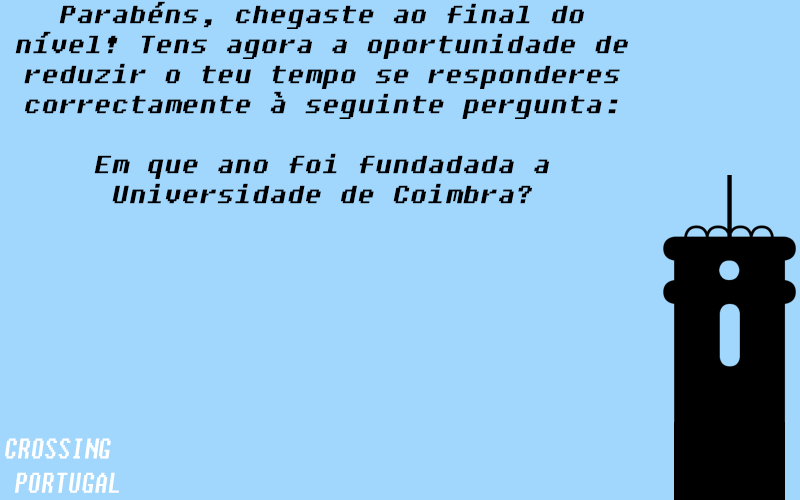 Parabéns, chegaste ao final do
nível! Tens agora a oportunidade de
reduzir o teu tempo se responderes
correctamente à seguinte pergunta:
Em que ano foi fundadada a
Universidade de Coimbra?
CROSSING
PORTUGAL